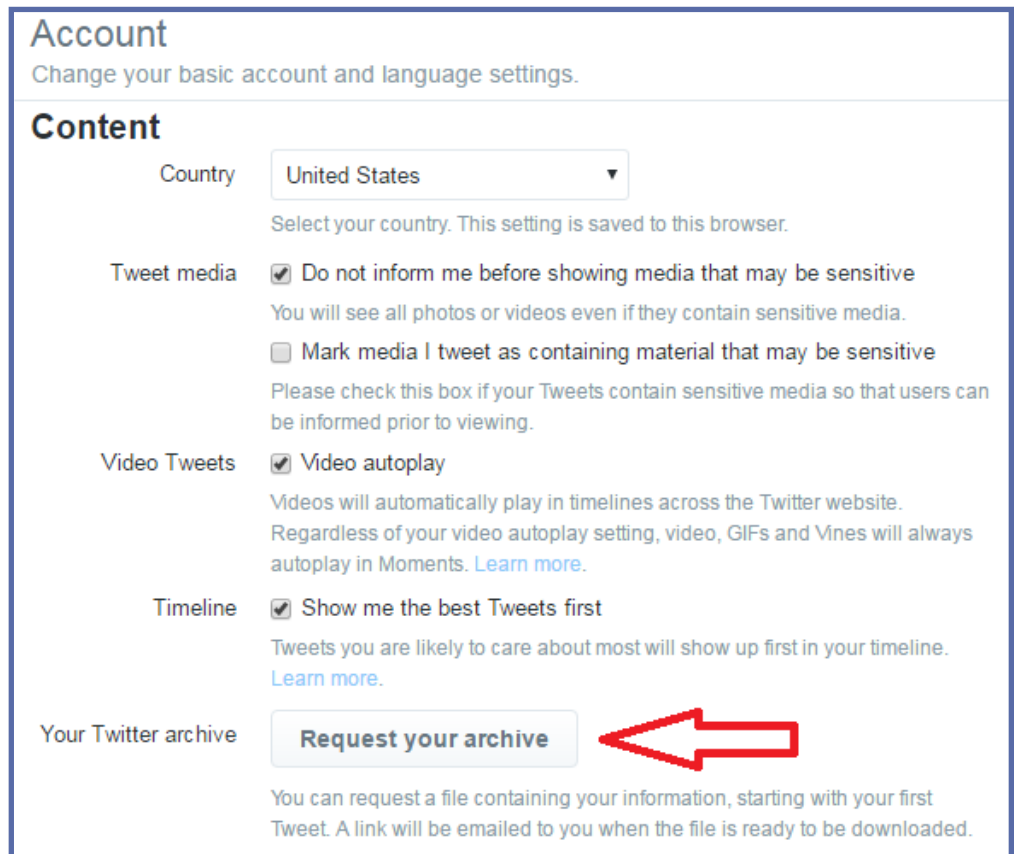 Account
Change your basic account and language settings.
Content
Country
United States
Select your country. This setting is saved to this browser.
Tweet media
Do not inform me before showing media that may be sensitive
You will see all photos or videos even if they contain sensitive media.
Mark media I tweet as containing material that may be sensitive
Please check this box if your Tweets contain sensitive media so that users can
be informed prior to viewing.
Video Tweets
Video autoplay
Videos will automatically play in timelines across the Twitter website.
Regardless of your video autoplay setting, video, GIFs and Vines will always
autoplay in Moments. Learn more.
Timeline
Show me the best Tweets first
Tweets you are likely to care about most will show up first in your timeline.
Learn more.
Your Twitter archive
Request your archive
You can request a file containing your information, starting with your first
Tweet. A link will be emailed to you when the file is ready to be downloaded.